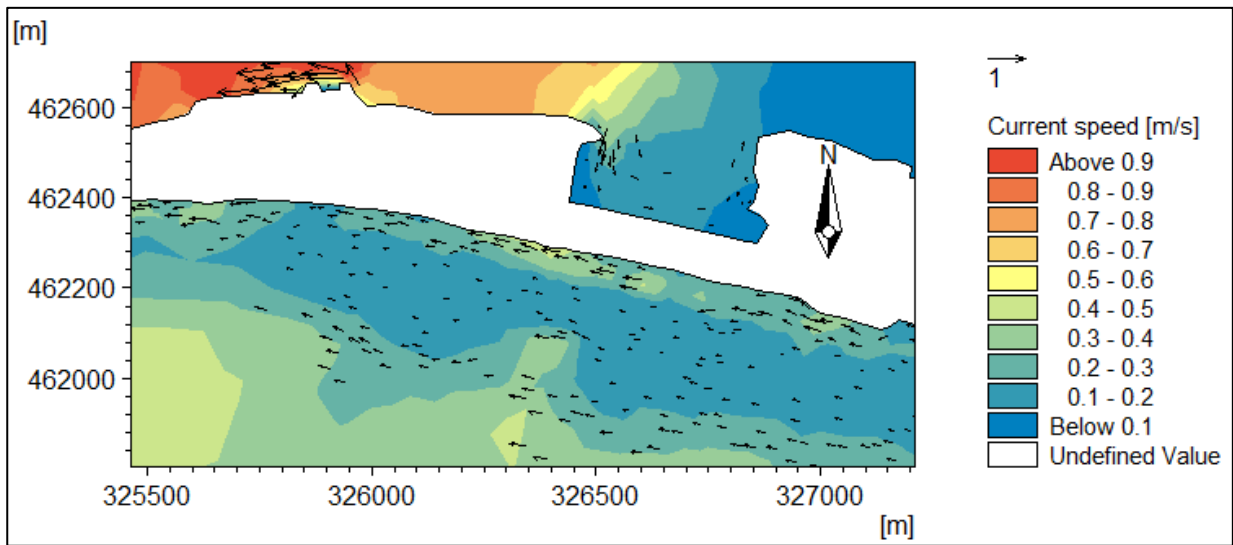 [m]
462600
462400
462200
462000
325500 326000 326500 327000
[m]
N
1
Current speed [m/s]
Above 0.9
0.8 - 0.9
0.7 - 0.8
0.6 - 0.7
0.5 - 0.6
0.4 - 0.5
0.3 - 0.4
0.2 - 0.3
0.1 - 0.2
Below 0.1
Undefined Value